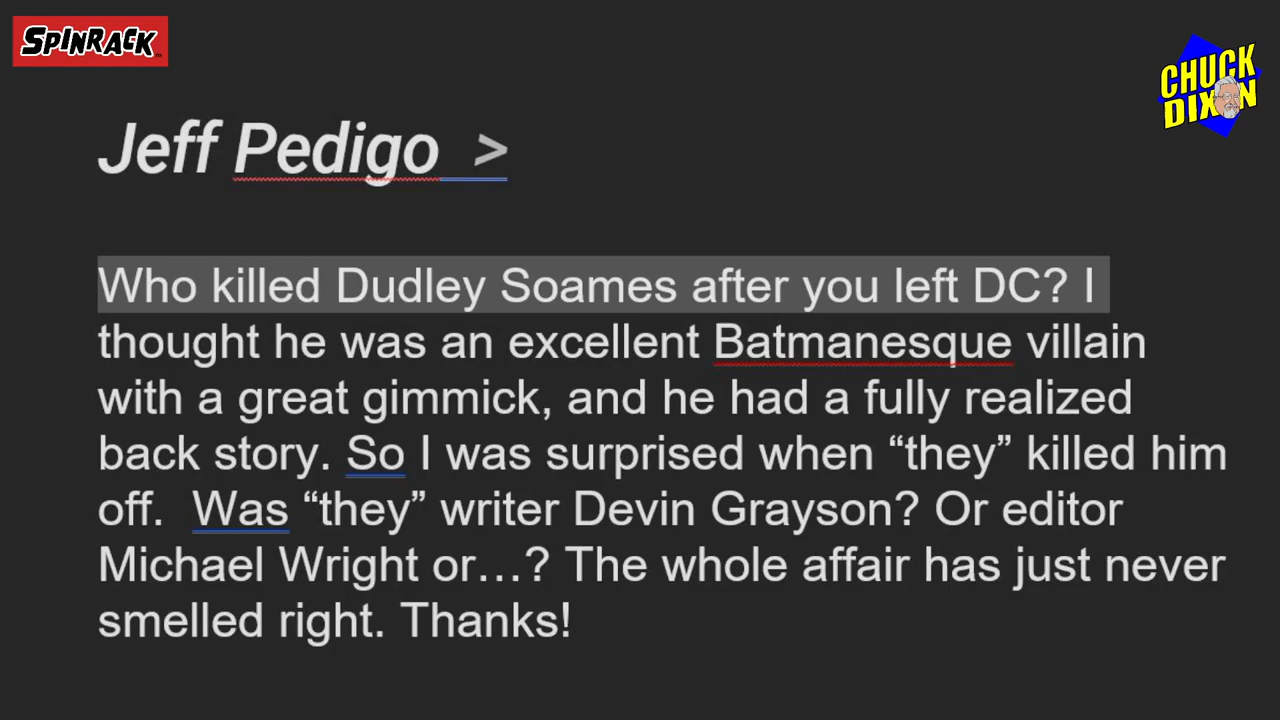 SPINRACK™
CHUCK
DIXON
Jeff Pedigo >
Who killed Dudley Soames after you left DC? I
thought he was an excellent Batmanesque villain
with a great gimmick, and he had a fully realized
back story. So I was surprised when “they” killed him
off. Was “they” writer Devin Grayson? Or editor
Michael Wright or…? The whole affair has just never
smelled right. Thanks!